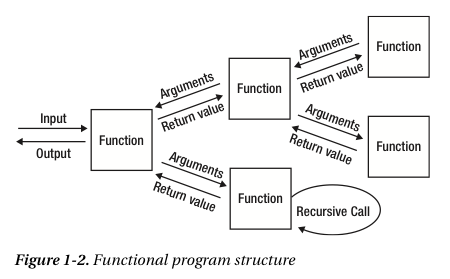 Input
Output
Function
Arguments
Return value
Function
Arguments
Return value
Function
Arguments
Return value
Function
Arguments
Return value
Function
Recursive Call
Figure 1-2. Functional program structure